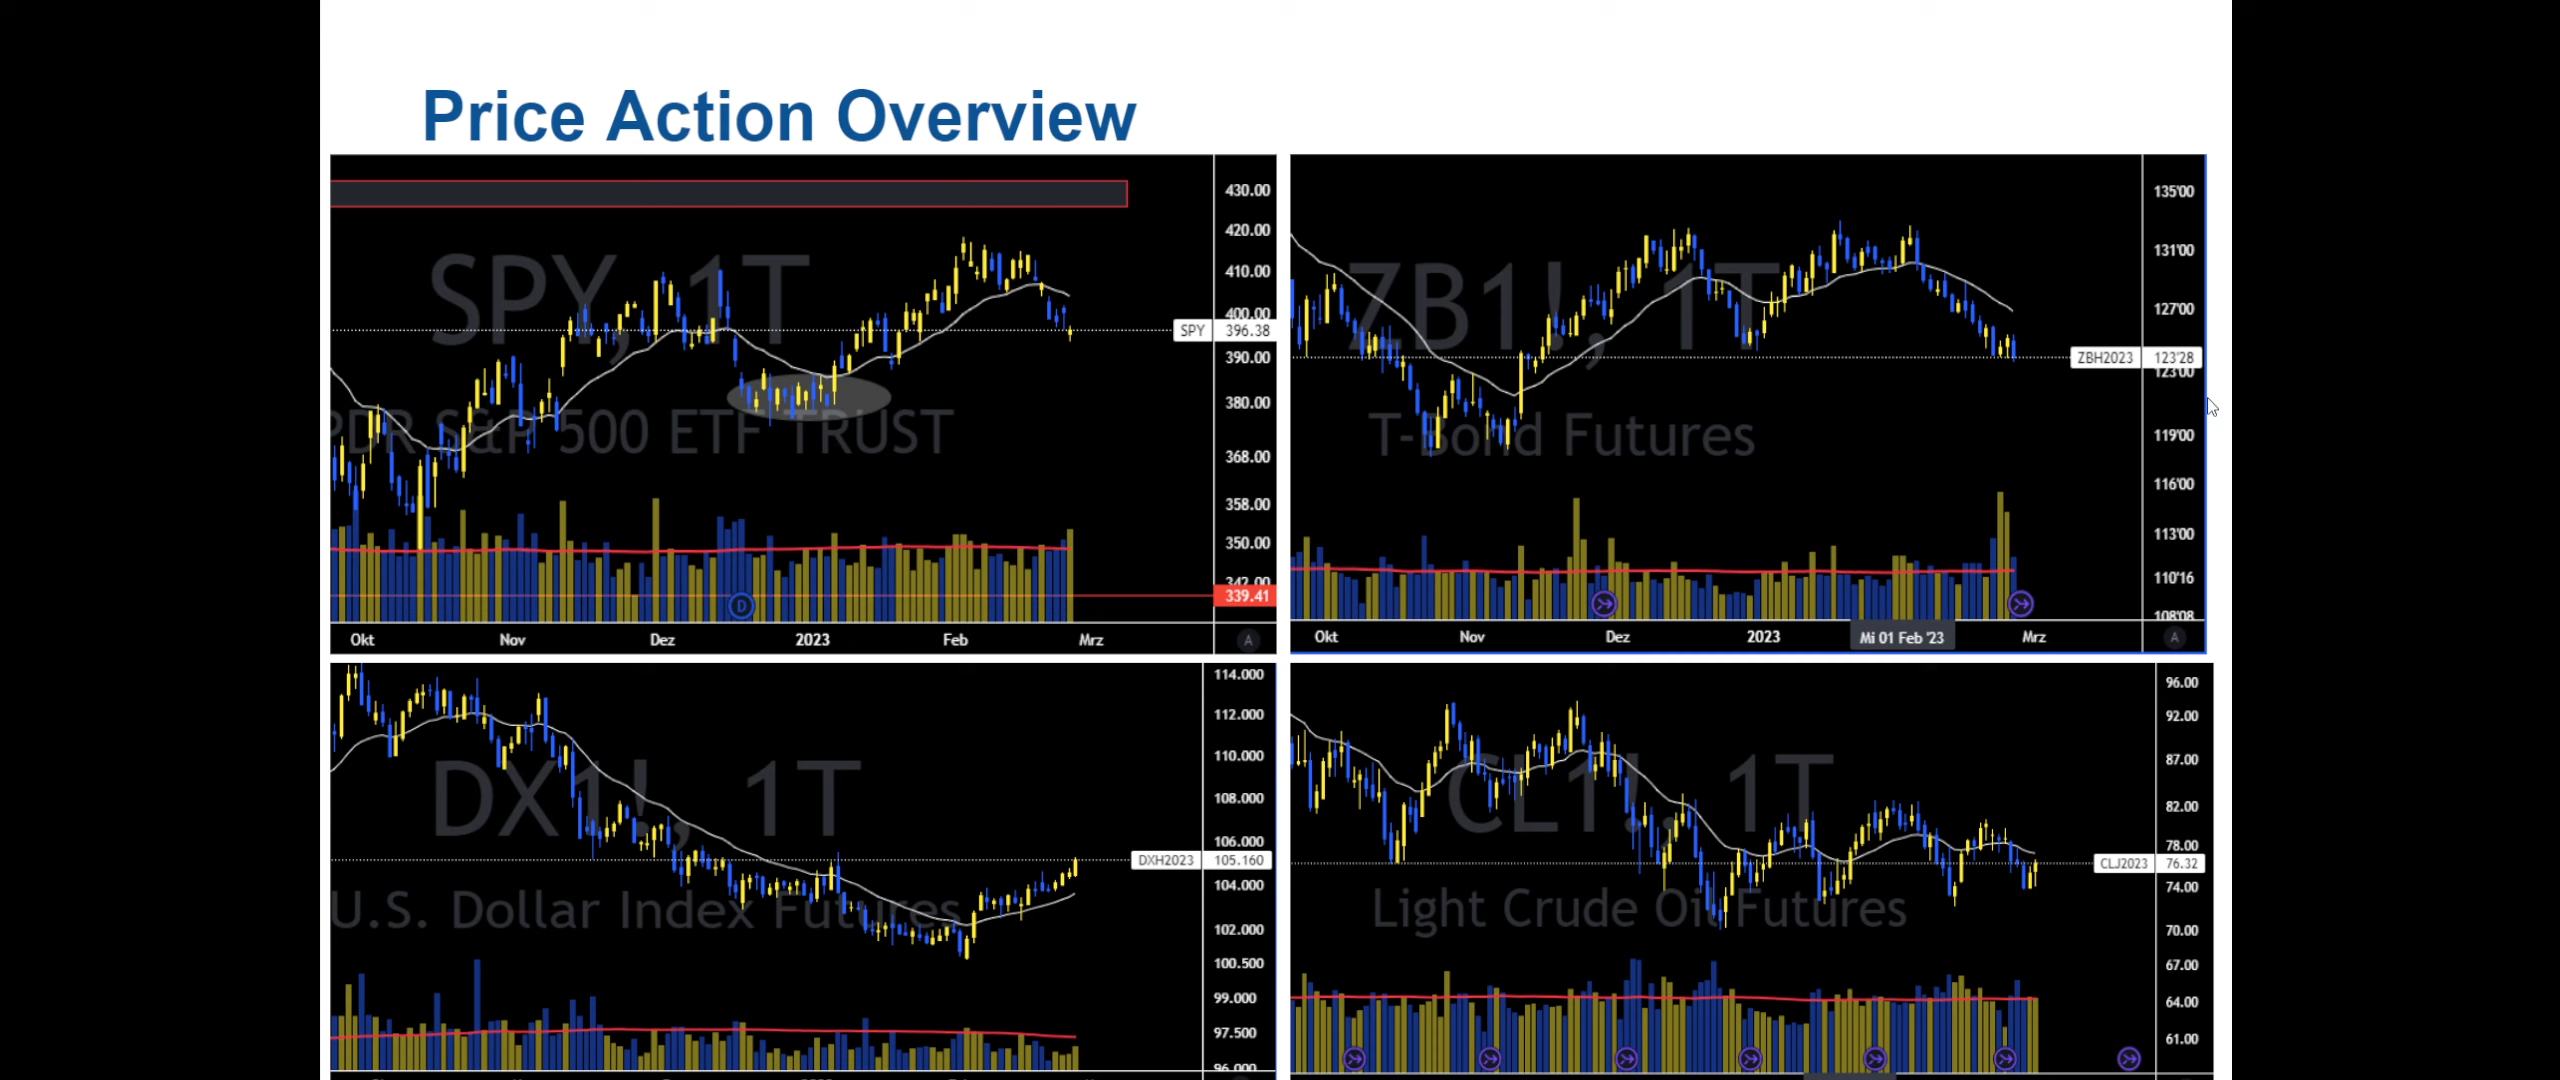 Price Action Overview
SPY, 1T
PDR S&P 500 ETF TRUST
430.00
420.00
410.00
400.00
SPY 396.38
390.00
380.00
368.00
358.00
350.00
342.00
339.41
D
Okt Nov Dez 2023 Feb Mrz A
ZB1!, 1T
T-Bond Futures
135'00
131'00
127'00
ZBH2023 123'28
123'00
119'00
116'00
113'00
110'16
108'08
Okt Nov Dez 2023 Mi 01 Feb '23 Mrz A
DX1!, 1T
U.S. Dollar Index Futures
114.000
112.000
110.000
108.000
106.000
DXH2023 105.160
104.000
102.000
100.500
99.000
97.500
96.000
CL1!, 1T
Light Crude Oil Futures
96.00
92.00
87.00
82.00
78.00
CLJ2023 76.32
74.00
70.00
67.00
64.00
61.00